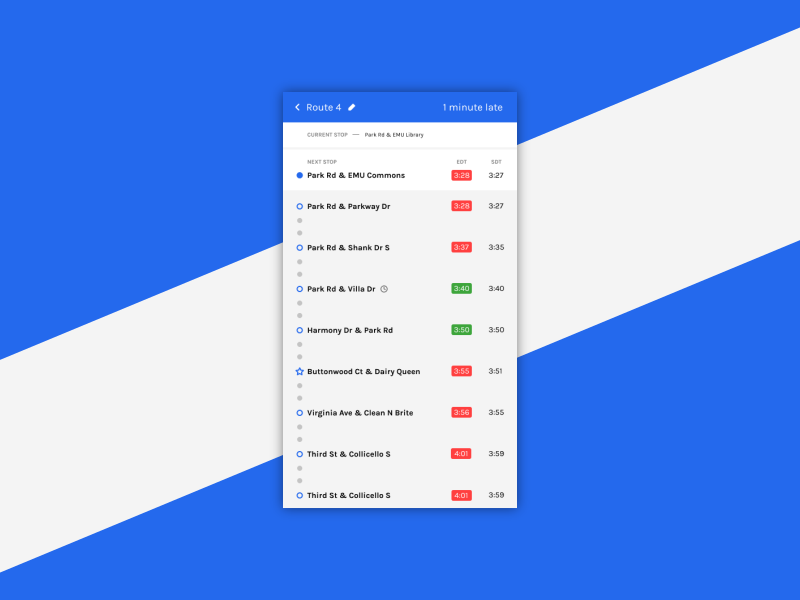 Route 4 1 minute late
CURRENT STOP — Park Rd & EMU Library
NEXT STOP EDT SDT
Park Rd & EMU Commons 3:28 3:27
Park Rd & Parkway Dr 3:28 3:27
Park Rd & Shank Dr S 3:37 3:35
Park Rd & Villa Dr 3:40 3:40
Harmony Dr & Park Rd 3:50 3:50
Buttonwood Ct & Dairy Queen 3:55 3:51
Virginia Ave & Clean N Brite 3:56 3:55
Third St & Collicello S 4:01 3:59
Third St & Collicello S 4:01 3:59